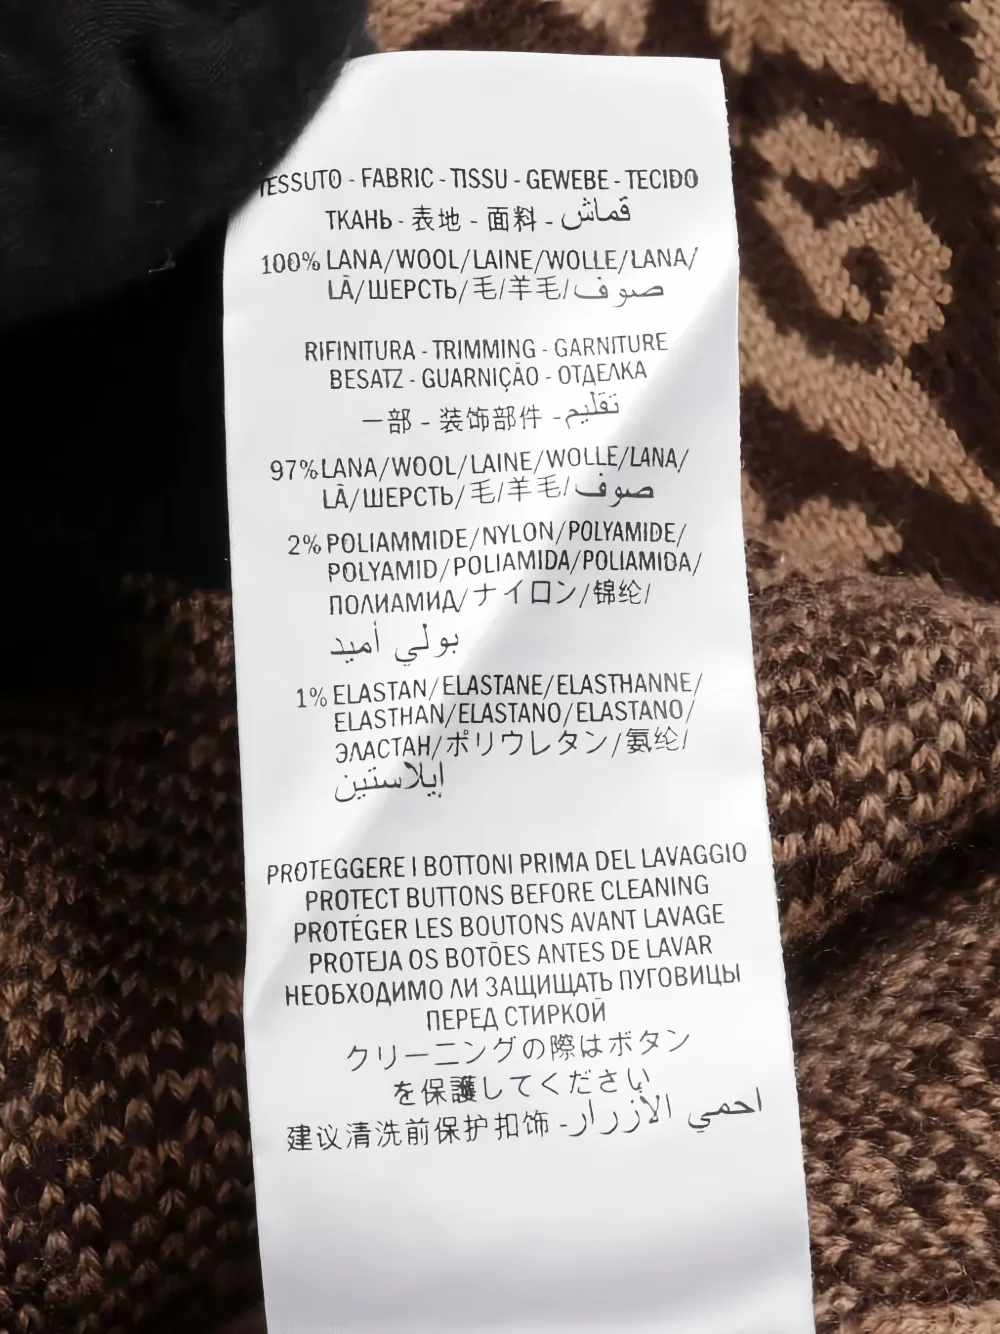 TESSUTO - FABRIC - TISSU - GEWEBE - TECIDO
ТКАНЬ - 表地 - 面料 - قماش
100% LANA/WOOL/LAINE/WOLLE/LANA/
LÃ/ШЕРСТЬ/毛/羊毛/صوف
RIFINITURA - TRIMMING - GARNITURE
BESATZ - GUARNIÇÃO - ОТДЕЛКА
一部 - 装饰部件 - تقليم
97% LANA/WOOL/LAINE/WOLLE/LANA/
LÃ/ШЕРСТЬ/毛/羊毛/صوف
2% POLIAMMIDE/NYLON/POLYAMIDE/
POLYAMID/POLIAMIDA/POLIAMIDA/
ПОЛИАМИД/ナイロン/锦纶/
بولي أميد
1% ELASTAN/ELASTANE/ELASTHANNE/
ELASTHAN/ELASTANO/ELASTANO/
ЭЛАСТАН/ポリウレタン/氨纶/
إيلاستين
PROTEGGERE I BOTTONI PRIMA DEL LAVAGGIO
PROTECT BUTTONS BEFORE CLEANING
PROTÉGER LES BOUTONS AVANT LAVAGE
PROTEJA OS BOTÕES ANTES DE LAVAR
НЕОБХОДИМО ЛИ ЗАЩИЩАТЬ ПУГОВИЦЫ
ПЕРЕД СТИРКОЙ
クリーニングの際はボタン
を保護してください
建议清洗前保护扣饰 - احمي الأزرار